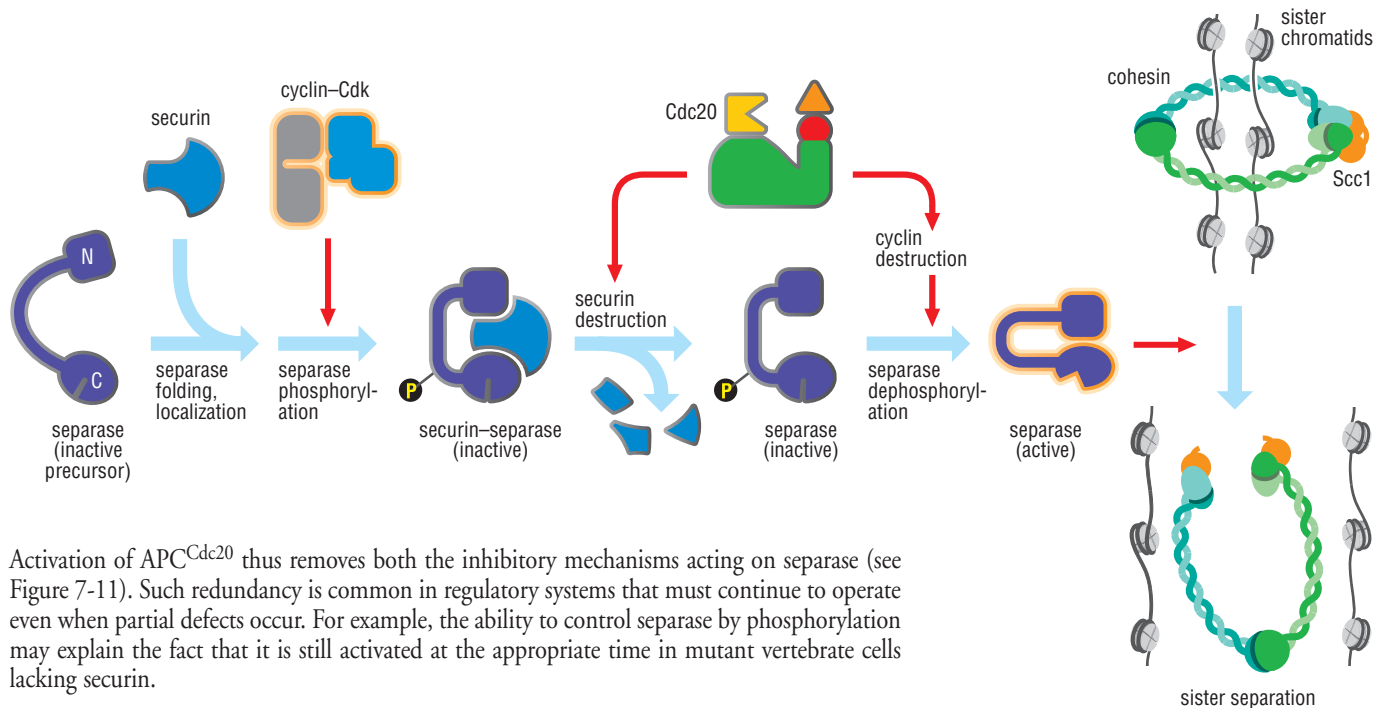 sister
chromatids
cohesin
Scc1
Cdc20
cyclin–Cdk
securin
N
C
separase
(inactive
precursor)
separase
folding,
localization
separase
phosphoryl-
ation
P
securin–separase
(inactive)
securin
destruction
P
separase
(inactive)
cyclin
destruction
separase
dephosphoryl-
ation
separase
(active)
sister separation
Activation of APCCdc20 thus removes both the inhibitory mechanisms acting on separase (see
Figure 7-11). Such redundancy is common in regulatory systems that must continue to operate
even when partial defects occur. For example, the ability to control separase by phosphorylation
may explain the fact that it is still activated at the appropriate time in mutant vertebrate cells
lacking securin.